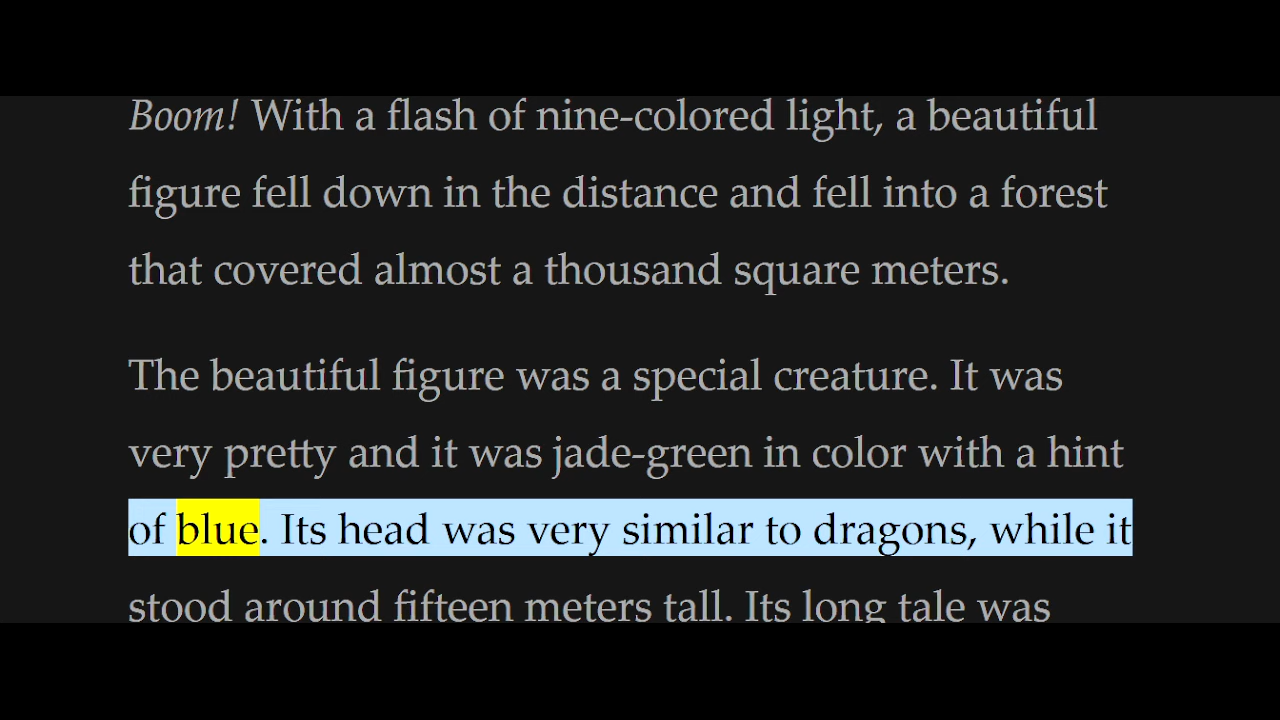 Boom! With a flash of nine-colored light, a beautiful
figure fell down in the distance and fell into a forest
that covered almost a thousand square meters.
The beautiful figure was a special creature. It was
very pretty and it was jade-green in color with a hint
of blue. Its head was very similar to dragons, while it
stood around fifteen meters tall. Its long tale was